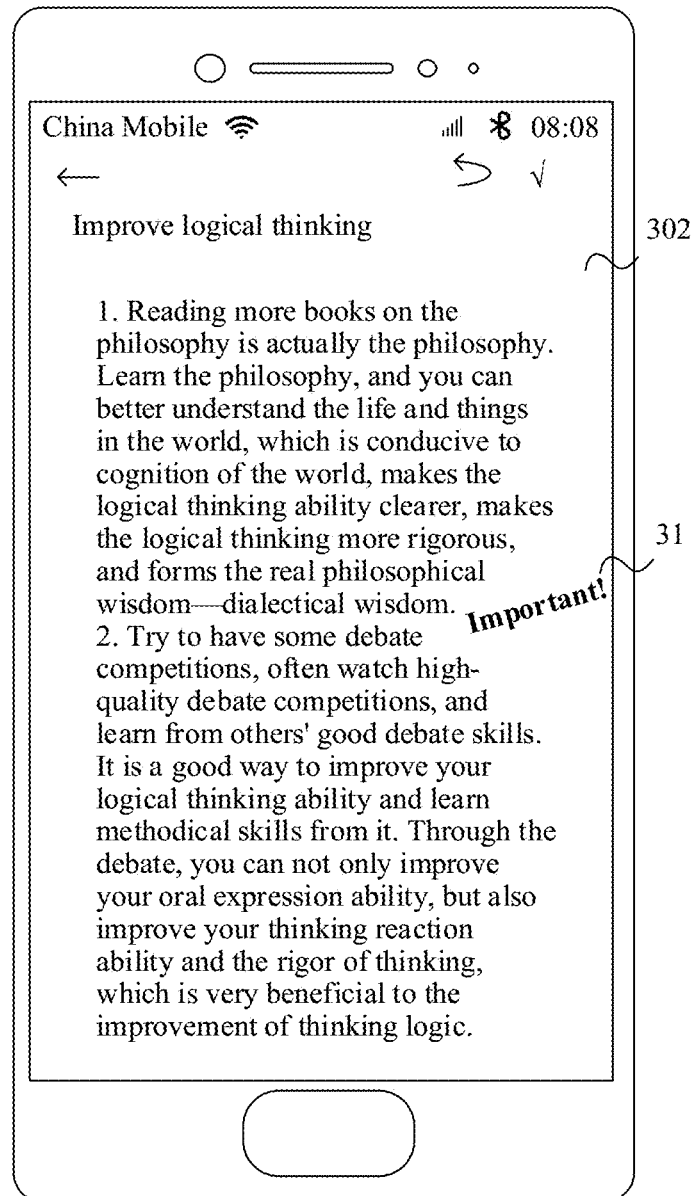 China Mobile 08:08
Improve logical thinking
302
1. Reading more books on the
philosophy is actually the philosophy.
Learn the philosophy, and you can
better understand the life and things
in the world, which is conducive to
cognition of the world, makes the
logical thinking ability clearer, makes
the logical thinking more rigorous,
31
and forms the real philosophical
wisdom—dialectical wisdom.
Important!
2. Try to have some debate
competitions, often watch high-
quality debate competitions, and
learn from others' good debate skills.
It is a good way to improve your
logical thinking ability and learn
methodical skills from it. Through the
debate, you can not only improve
your oral expression ability, but also
improve your thinking reaction
ability and the rigor of thinking,
which is very beneficial to the
improvement of thinking logic.